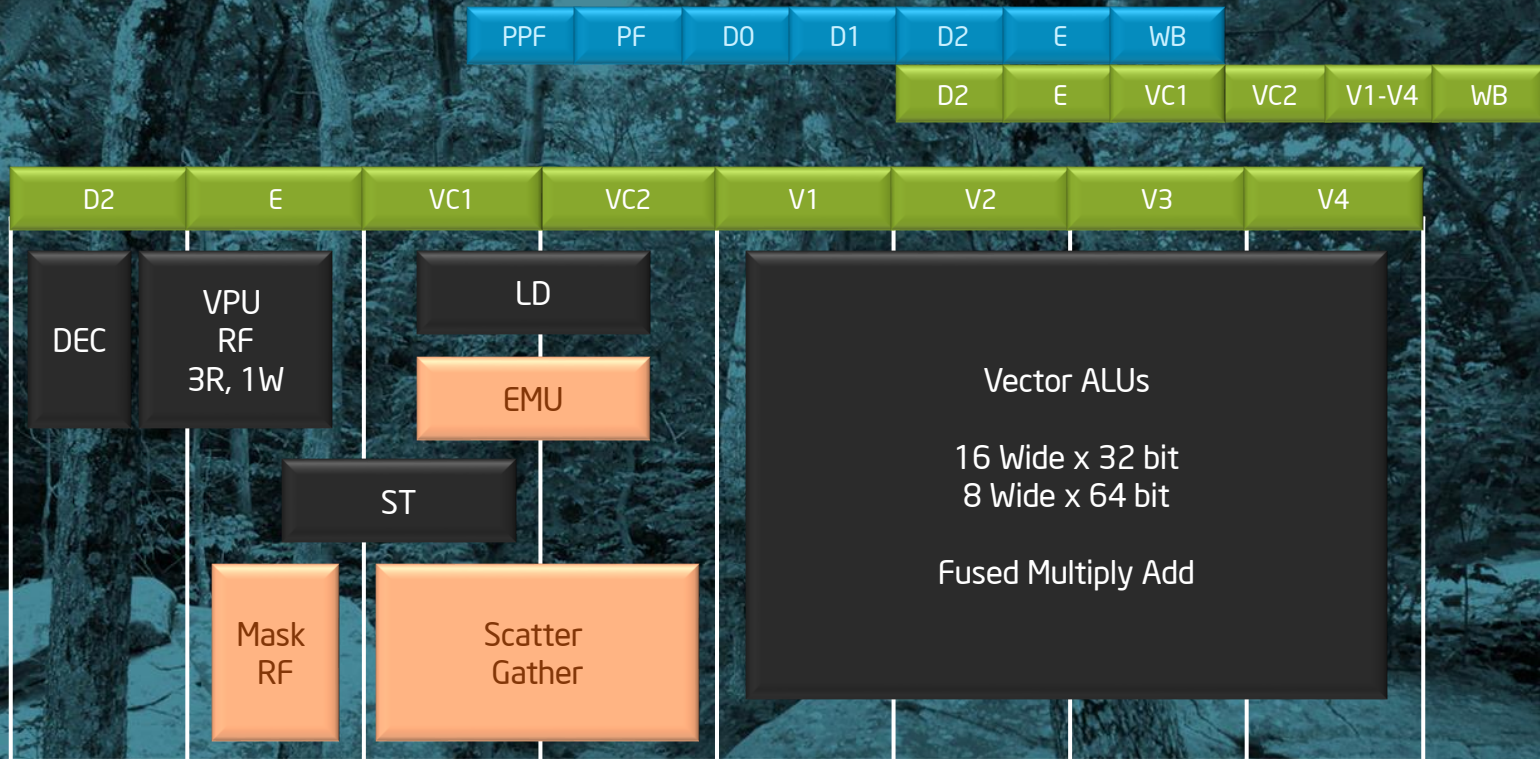 PPF PF D0 D1 D2 E WB
D2 E VC1 VC2 V1-V4 WB
D2 E VC1 VC2 V1 V2 V3 V4
DEC
VPU
RF
3R, 1W
LD
EMU
ST
Mask
RF
Scatter
Gather
Vector ALUs
16 Wide x 32 bit
8 Wide x 64 bit
Fused Multiply Add